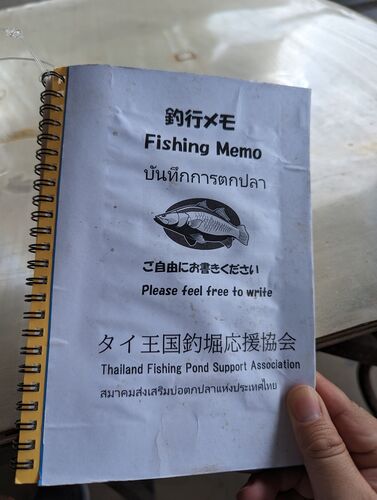 釣行メモ
Fishing Memo
บันทึกการตกปลา
ご自由にお書きください
Please feel free to write
タイ王国釣堀応援協会
Thailand Fishing Pond Support Association
สมาคมส่งเสริมบ่อตกปลาแห่งประเทศไทย